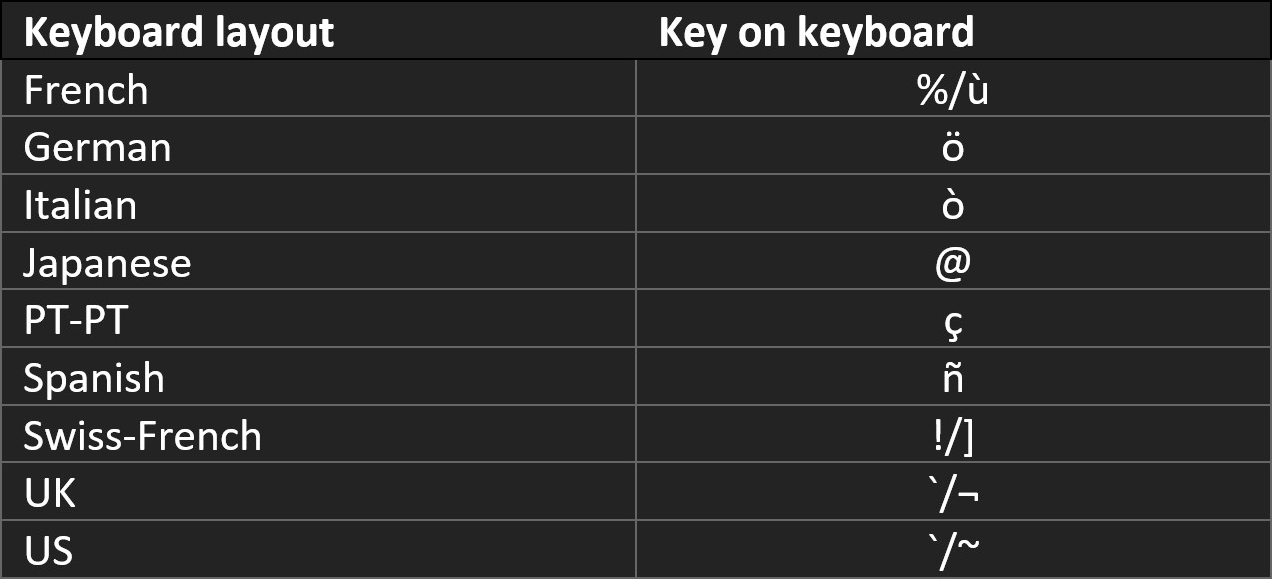 Keyboard layout Key on keyboard
French %/ù
German ö
Italian ò
Japanese @
PT-PT ç
Spanish ñ
Swiss-French !/]
UK `/¬
US `/~